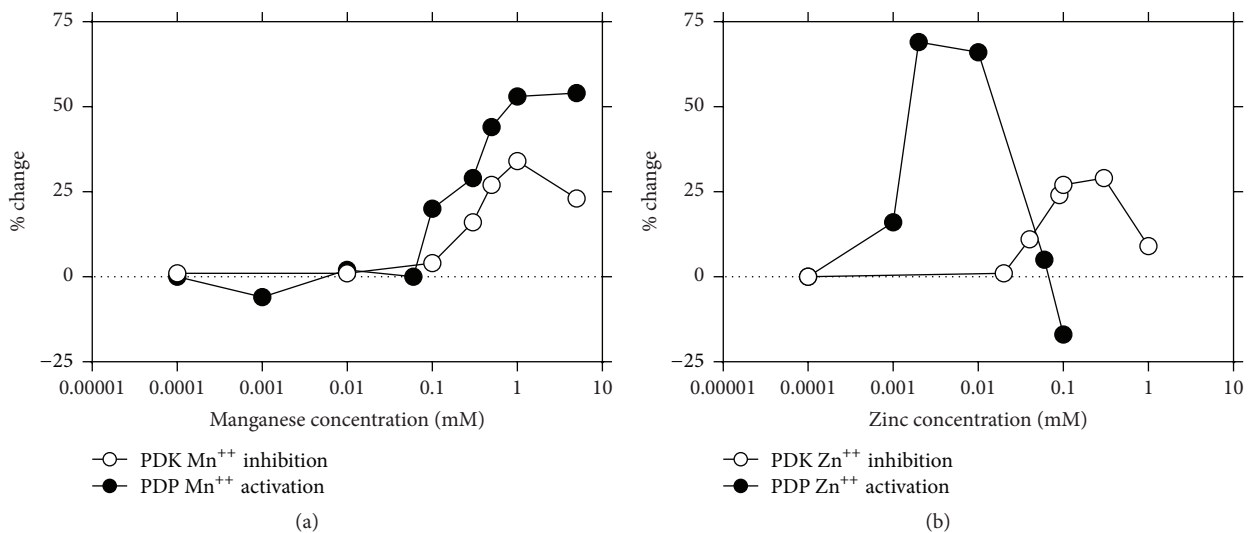 75
50
25
0
−25
% change
0.00001 0.0001 0.001 0.01 0.1 1 10
Manganese concentration (mM)
PDK Mn⁺⁺ inhibition
PDP Mn⁺⁺ activation
(a)
75
50
25
0
−25
% change
0.00001 0.0001 0.001 0.01 0.1 1 10
Zinc concentration (mM)
PDK Zn⁺⁺ inhibition
PDP Zn⁺⁺ activation
(b)